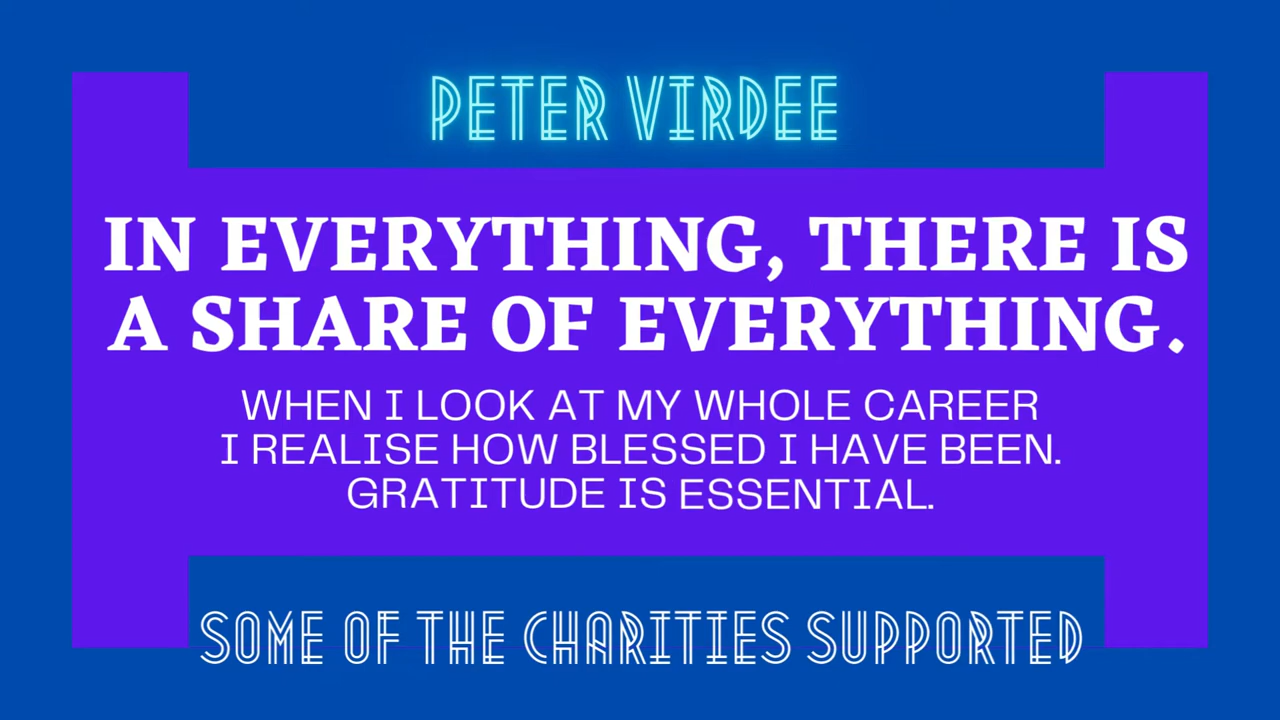 PETER VIRDEE
IN EVERYTHING, THERE IS
A SHARE OF EVERYTHING.
WHEN I LOOK AT MY WHOLE CAREER
I REALISE HOW BLESSED I HAVE BEEN.
GRATITUDE IS ESSENTIAL.
SOME OF THE CHARITIES SUPPORTED